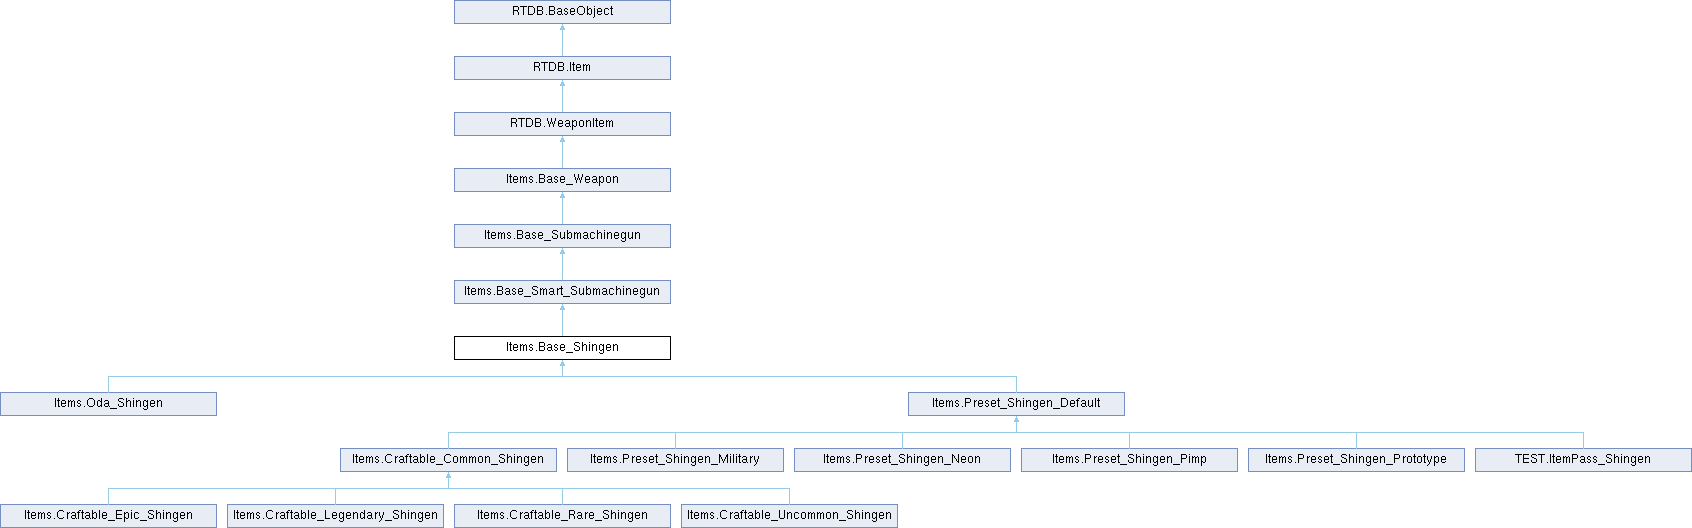 RTDB.BaseObject
RTDB.Item
RTDB.WeaponItem
Items.Base_Weapon
Items.Base_Submachinegun
Items.Base_Smart_Submachinegun
Items.Base_Shingen
Items.Oda_Shingen
Items.Preset_Shingen_Default
Items.Craftable_Common_Shingen
Items.Preset_Shingen_Military
Items.Preset_Shingen_Neon
Items.Preset_Shingen_Pimp
Items.Preset_Shingen_Prototype
TEST.ItemPass_Shingen
Items.Craftable_Epic_Shingen
Items.Craftable_Legendary_Shingen
Items.Craftable_Rare_Shingen
Items.Craftable_Uncommon_Shingen